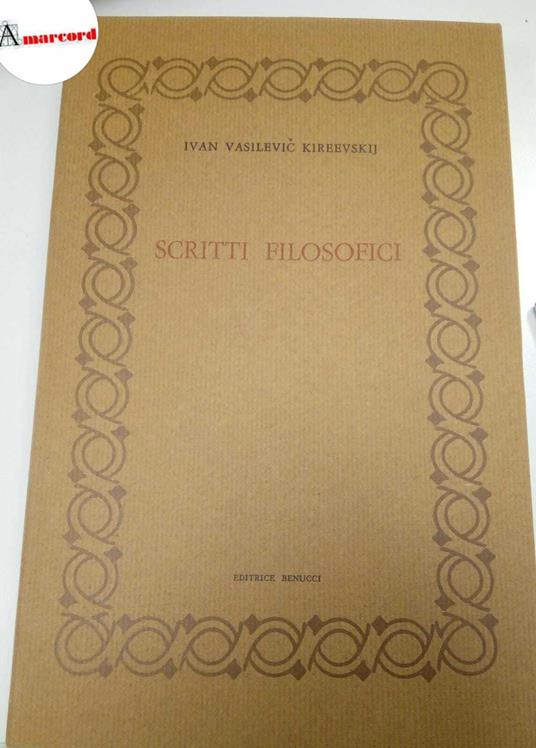 Amarcord
IVAN VASILEVIČ KIREEVSKIJ
SCRITTI FILOSOFICI
EDITRICE BENUCCI